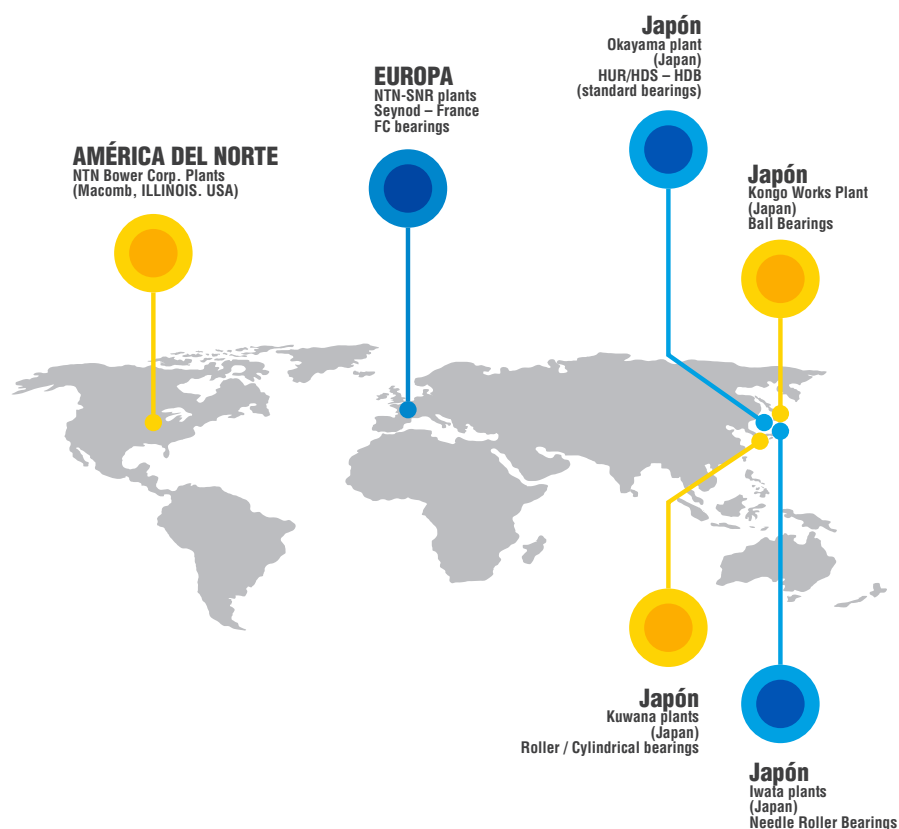 AMÉRICA DEL NORTE
NTN Bower Corp. Plants
(Macomb, ILLINOIS. USA)
EUROPA
NTN-SNR plants
Seynod – France
FC bearings
Japón
Okayama plant
(Japan)
HUR/HDS – HDB
(standard bearings)
Japón
Kongo Works Plant
(Japan)
Ball Bearings
Japón
Kuwana plants
(Japan)
Roller / Cylindrical bearings
Japón
Iwata plants
(Japan)
Needle Roller Bearings